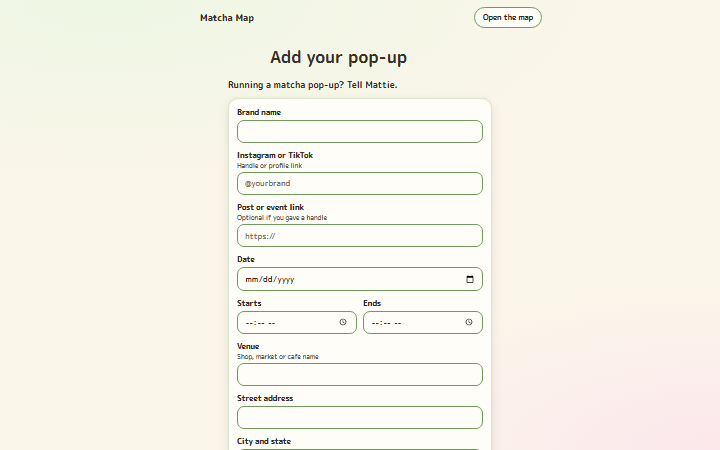 Matcha Map
Open the map
Add your pop-up
Running a matcha pop-up? Tell Mattie.
Brand name
Instagram or TikTok
Handle or profile link
@yourbrand
Post or event link
Optional if you gave a handle
https://
Date
mm/dd/yyyy
Starts
Ends
--:-- --
--:-- --
Venue
Shop, market or cafe name
Street address
City and state